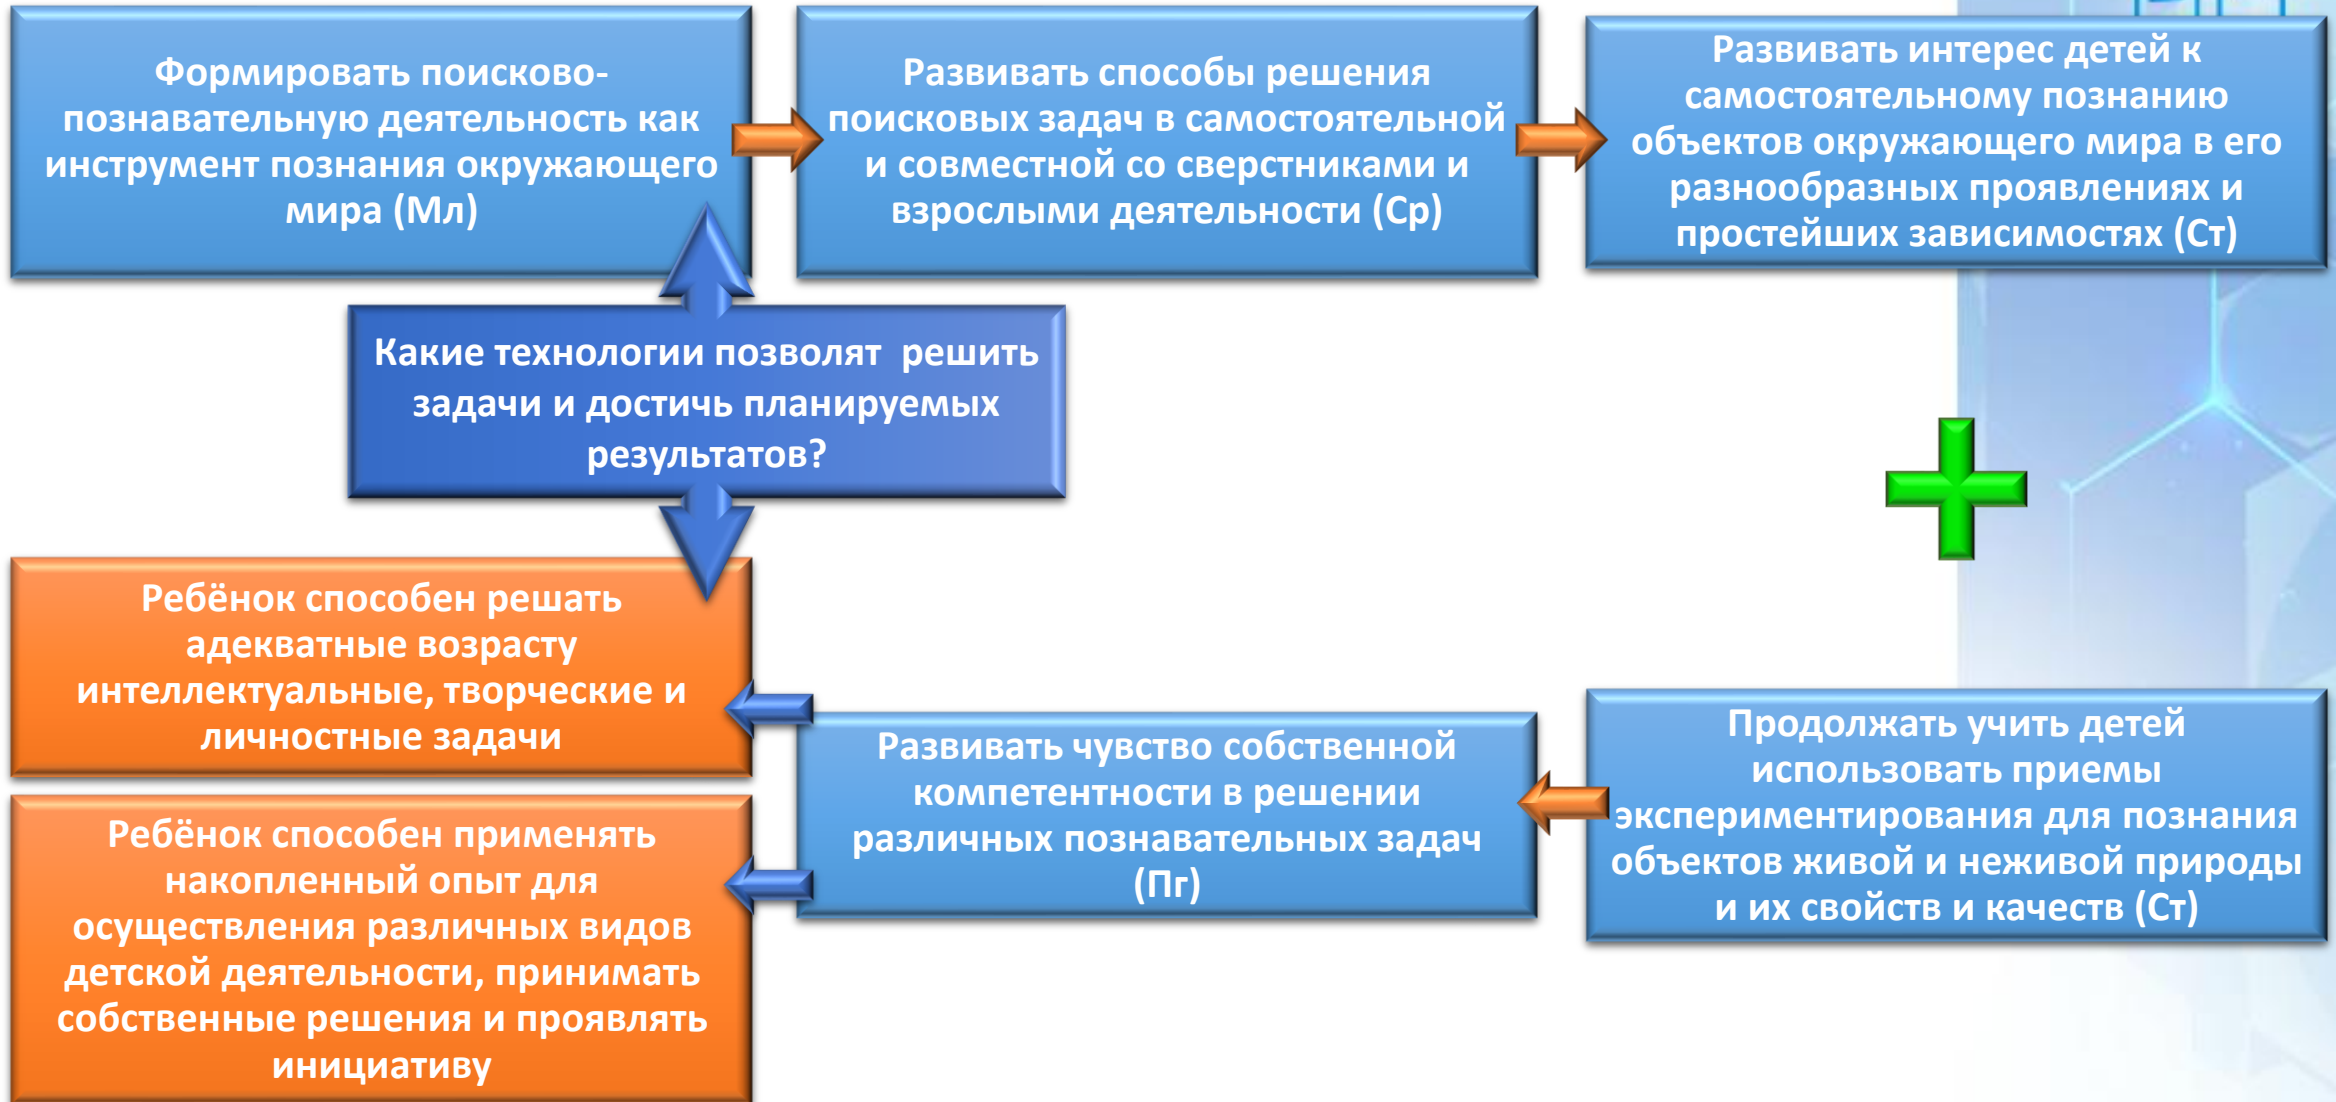 Формировать поисково-
познавательную деятельность как
инструмент познания окружающего
мира (Мл)
Развивать способы решения
поисковых задач в самостоятельной
и совместной со сверстниками и
взрослыми деятельности (Ср)
Развивать интерес детей к
самостоятельному познанию
объектов окружающего мира в его
разнообразных проявлениях и
простейших зависимостях (Ст)
Какие технологии позволят  решить
задачи и достичь планируемых
результатов?
Ребёнок способен решать
адекватные возрасту
интеллектуальные, творческие и
личностные задачи
Развивать чувство собственной
компетентности в решении
различных познавательных задач
(Пг)
Продолжать учить детей
использовать приемы
экспериментирования для познания
объектов живой и неживой природы
и их свойств и качеств (Ст)
Ребёнок способен применять
накопленный опыт для
осуществления различных видов
детской деятельности, принимать
собственные решения и проявлять
инициативу